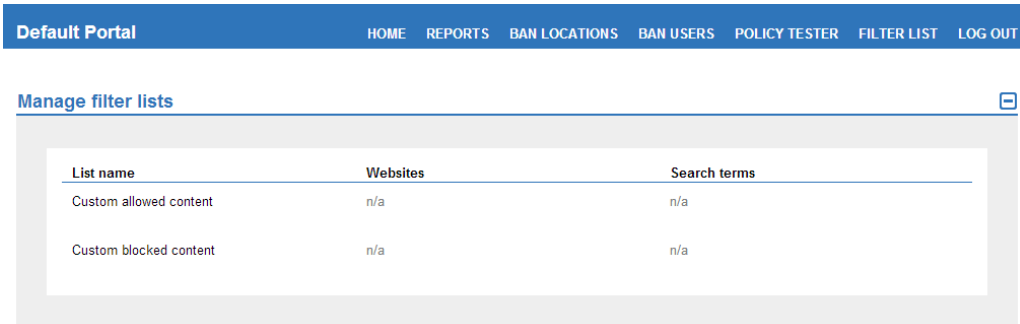 Default Portal HOME REPORTS BAN LOCATIONS BAN USERS POLICY TESTER FILTER LIST LOG OUT
Manage filter lists
List name Websites Search terms
Custom allowed content n/a n/a
Custom blocked content n/a n/a